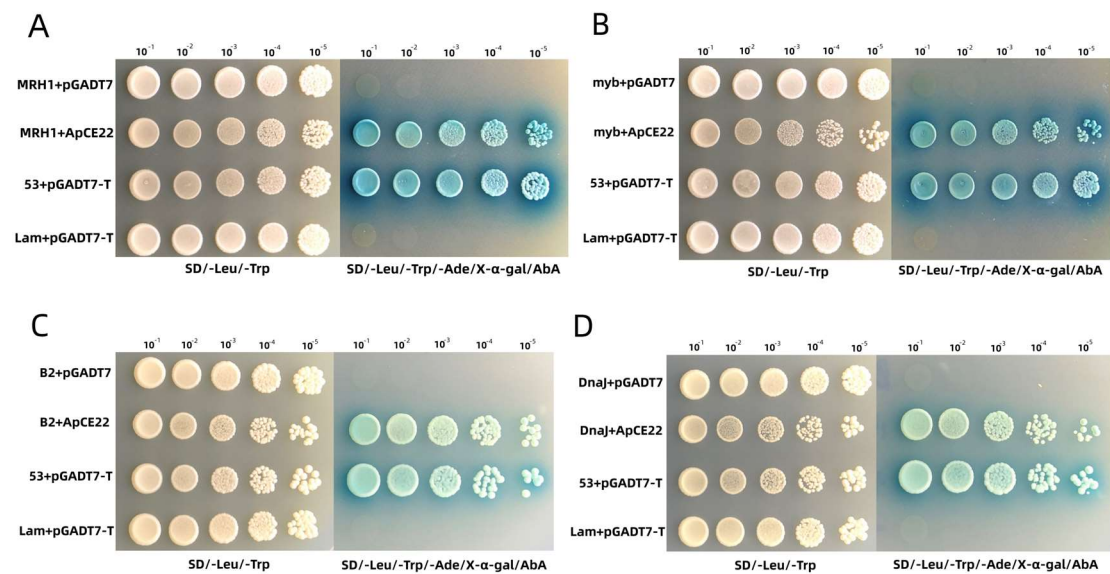 A
10⁻¹ 10⁻² 10⁻³ 10⁻⁴ 10⁻⁵ 10⁻¹ 10⁻² 10⁻³ 10⁻⁴ 10⁻⁵
MRH1+pGADT7
MRH1+ApCE22
53+pGADT7-T
Lam+pGADT7-T
SD/-Leu/-Trp SD/-Leu/-Trp/-Ade/X-α-gal/AbA
B
10⁻¹ 10⁻² 10⁻³ 10⁻⁴ 10⁻⁵ 10⁻¹ 10⁻² 10⁻³ 10⁻⁴ 10⁻⁵
myb+pGADT7
myb+ApCE22
53+pGADT7-T
Lam+pGADT7-T
SD/-Leu/-Trp SD/-Leu/-Trp/-Ade/X-α-gal/AbA
C
10⁻¹ 10⁻² 10⁻³ 10⁻⁴ 10⁻⁵ 10⁻¹ 10⁻² 10⁻³ 10⁻⁴ 10⁻⁵
B2+pGADT7
B2+ApCE22
53+pGADT7-T
Lam+pGADT7-T
SD/-Leu/-Trp SD/-Leu/-Trp/-Ade/X-α-gal/AbA
D
10⁻¹ 10⁻² 10⁻³ 10⁻⁴ 10⁻⁵ 10⁻¹ 10⁻² 10⁻³ 10⁻⁴ 10⁻⁵
DnaJ+pGADT7
DnaJ+ApCE22
53+pGADT7-T
Lam+pGADT7-T
SD/-Leu/-Trp SD/-Leu/-Trp/-Ade/X-α-gal/AbA